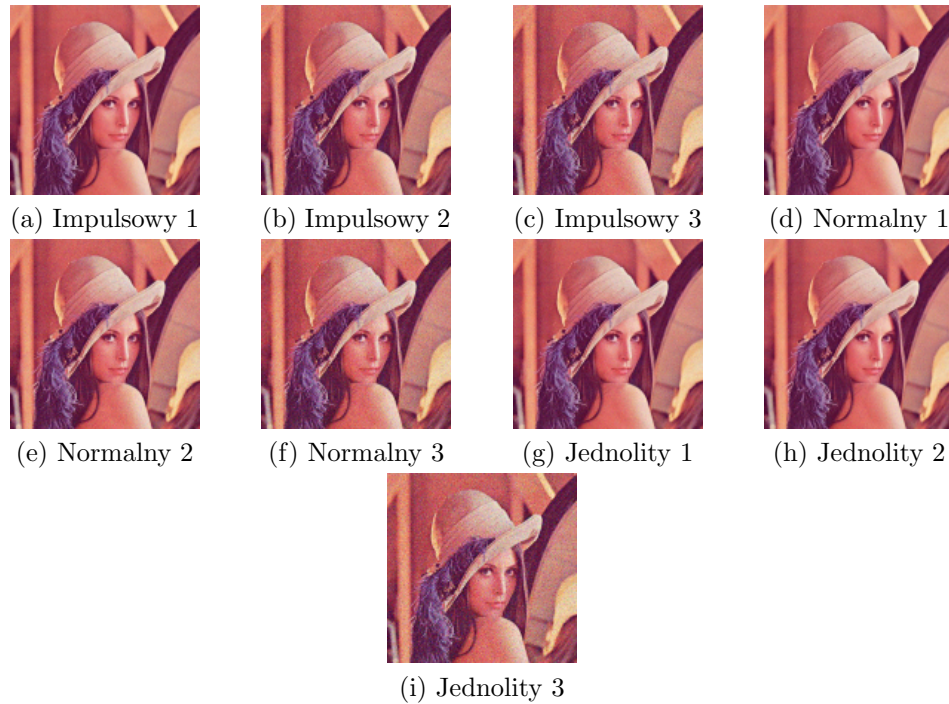 (a) Impulsowy 1
(b) Impulsowy 2
(c) Impulsowy 3
(d) Normalny 1
(e) Normalny 2
(f) Normalny 3
(g) Jednolity 1
(h) Jednolity 2
(i) Jednolity 3